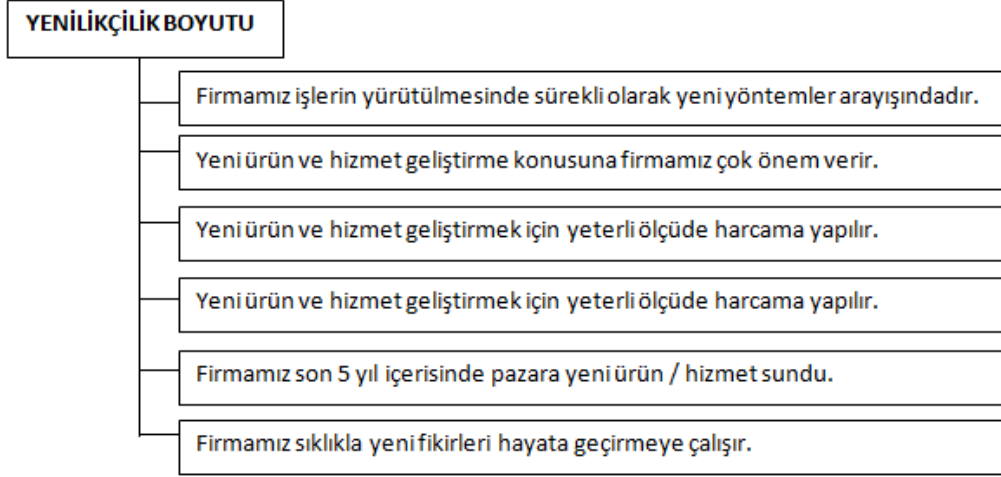 YENİLİKÇİLİK BOYUTU
Firmamız işlerin yürütülmesinde sürekli olarak yeni yöntemler arayışındadır.
Yeni ürün ve hizmet geliştirme konusuna firmamız çok önem verir.
Yeni ürün ve hizmet geliştirmek için yeterli ölçüde harcama yapılır.
Yeni ürün ve hizmet geliştirmek için yeterli ölçüde harcama yapılır.
Firmamız son 5 yıl içerisinde pazara yeni ürün / hizmet sundu.
Firmamız sıklıkla yeni fikirleri hayata geçirmeye çalışır.